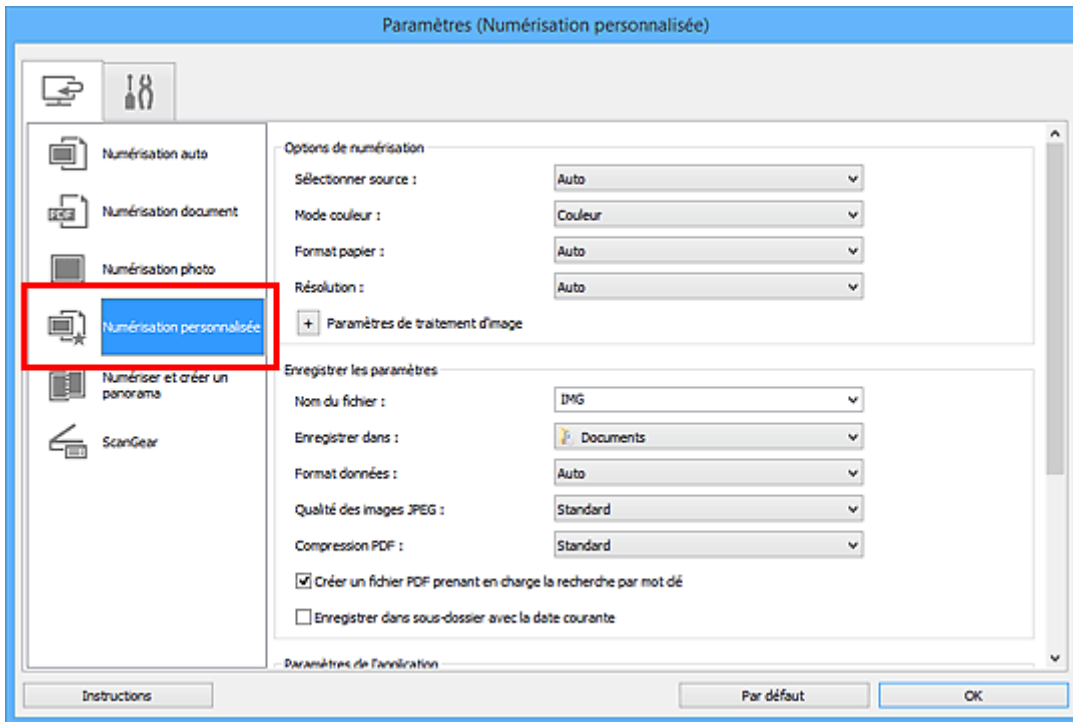 Paramètres (Numérisation personnalisée)
Numérisation auto
PDF
Numérisation document
Numérisation photo
Numérisation personnalisée
Numériser et créer un
panorama
ScanGear
Options de numérisation
Sélectionner source : Auto
Mode couleur : Couleur
Format papier : Auto
Résolution : Auto
+ Paramètres de traitement d'image
Enregistrer les paramètres
Nom du fichier : IMG
Enregistrer dans : Documents
Format données : Auto
Qualité des images JPEG : Standard
Compression PDF : Standard
Créer un fichier PDF prenant en charge la recherche par mot clé
Enregistrer dans sous-dossier avec la date courante
Paramètres de l'application
Instructions
Par défaut
OK